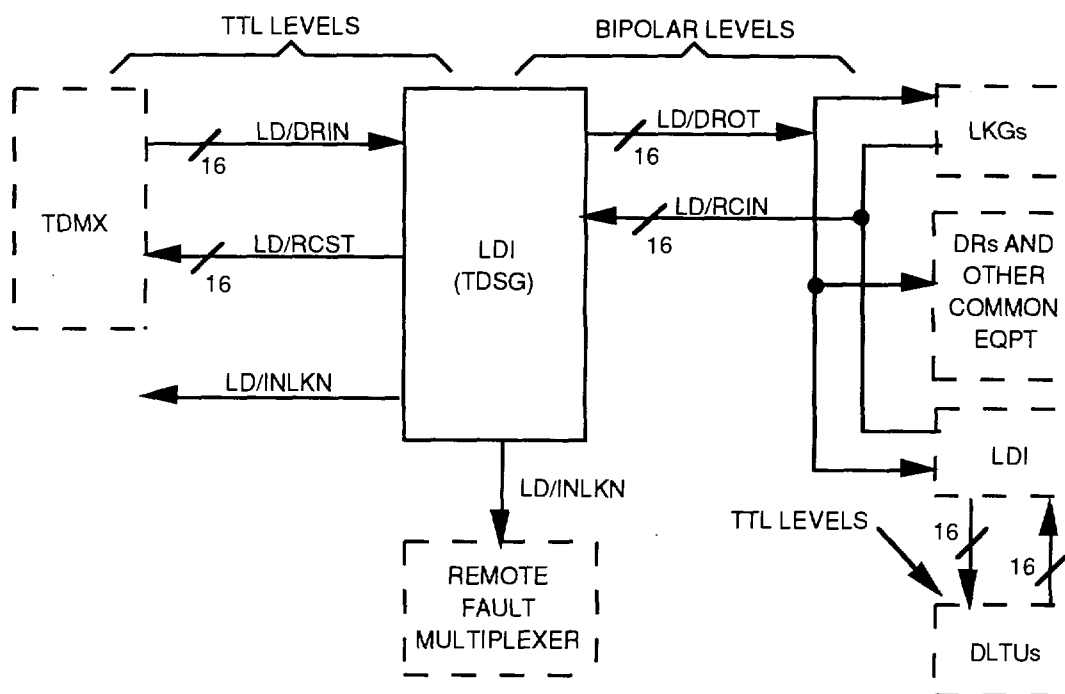 TTL LEVELS
BIPOLAR LEVELS
TDMX
LD/DRIN
16
LD/RCST
16
LD/INLKN
LDI
(TDSG)
LD/DROT
16
LD/RCIN
16
LKGs
DRs AND
OTHER
COMMON
EQPT
LDI
LD/INLKN
REMOTE
FAULT
MULTIPLEXER
TTL LEVELS
16
16
DLTUs